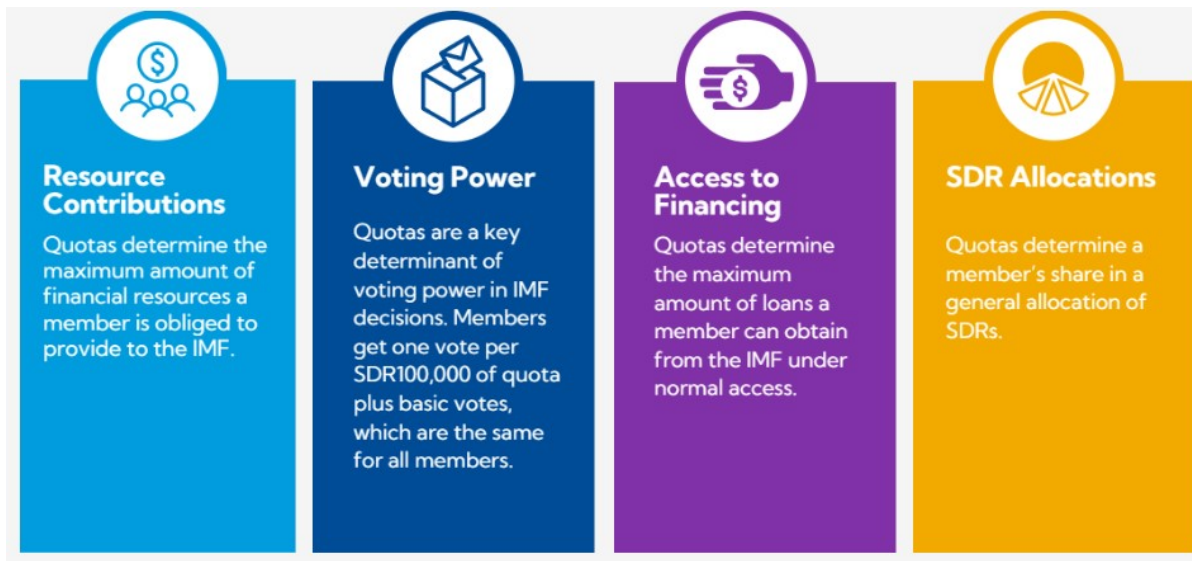 Resource
Contributions
Quotas determine the
maximum amount of
financial resources a
member is obliged to
provide to the IMF.
Voting Power
Quotas are a key
determinant of
voting power in IMF
decisions. Members
get one vote per
SDR100,000 of quota
plus basic votes,
which are the same
for all members.
Access to
Financing
Quotas determine
the maximum
amount of loans a
member can obtain
from the IMF under
normal access.
SDR Allocations
Quotas determine a
member's share in a
general allocation of
SDRs.